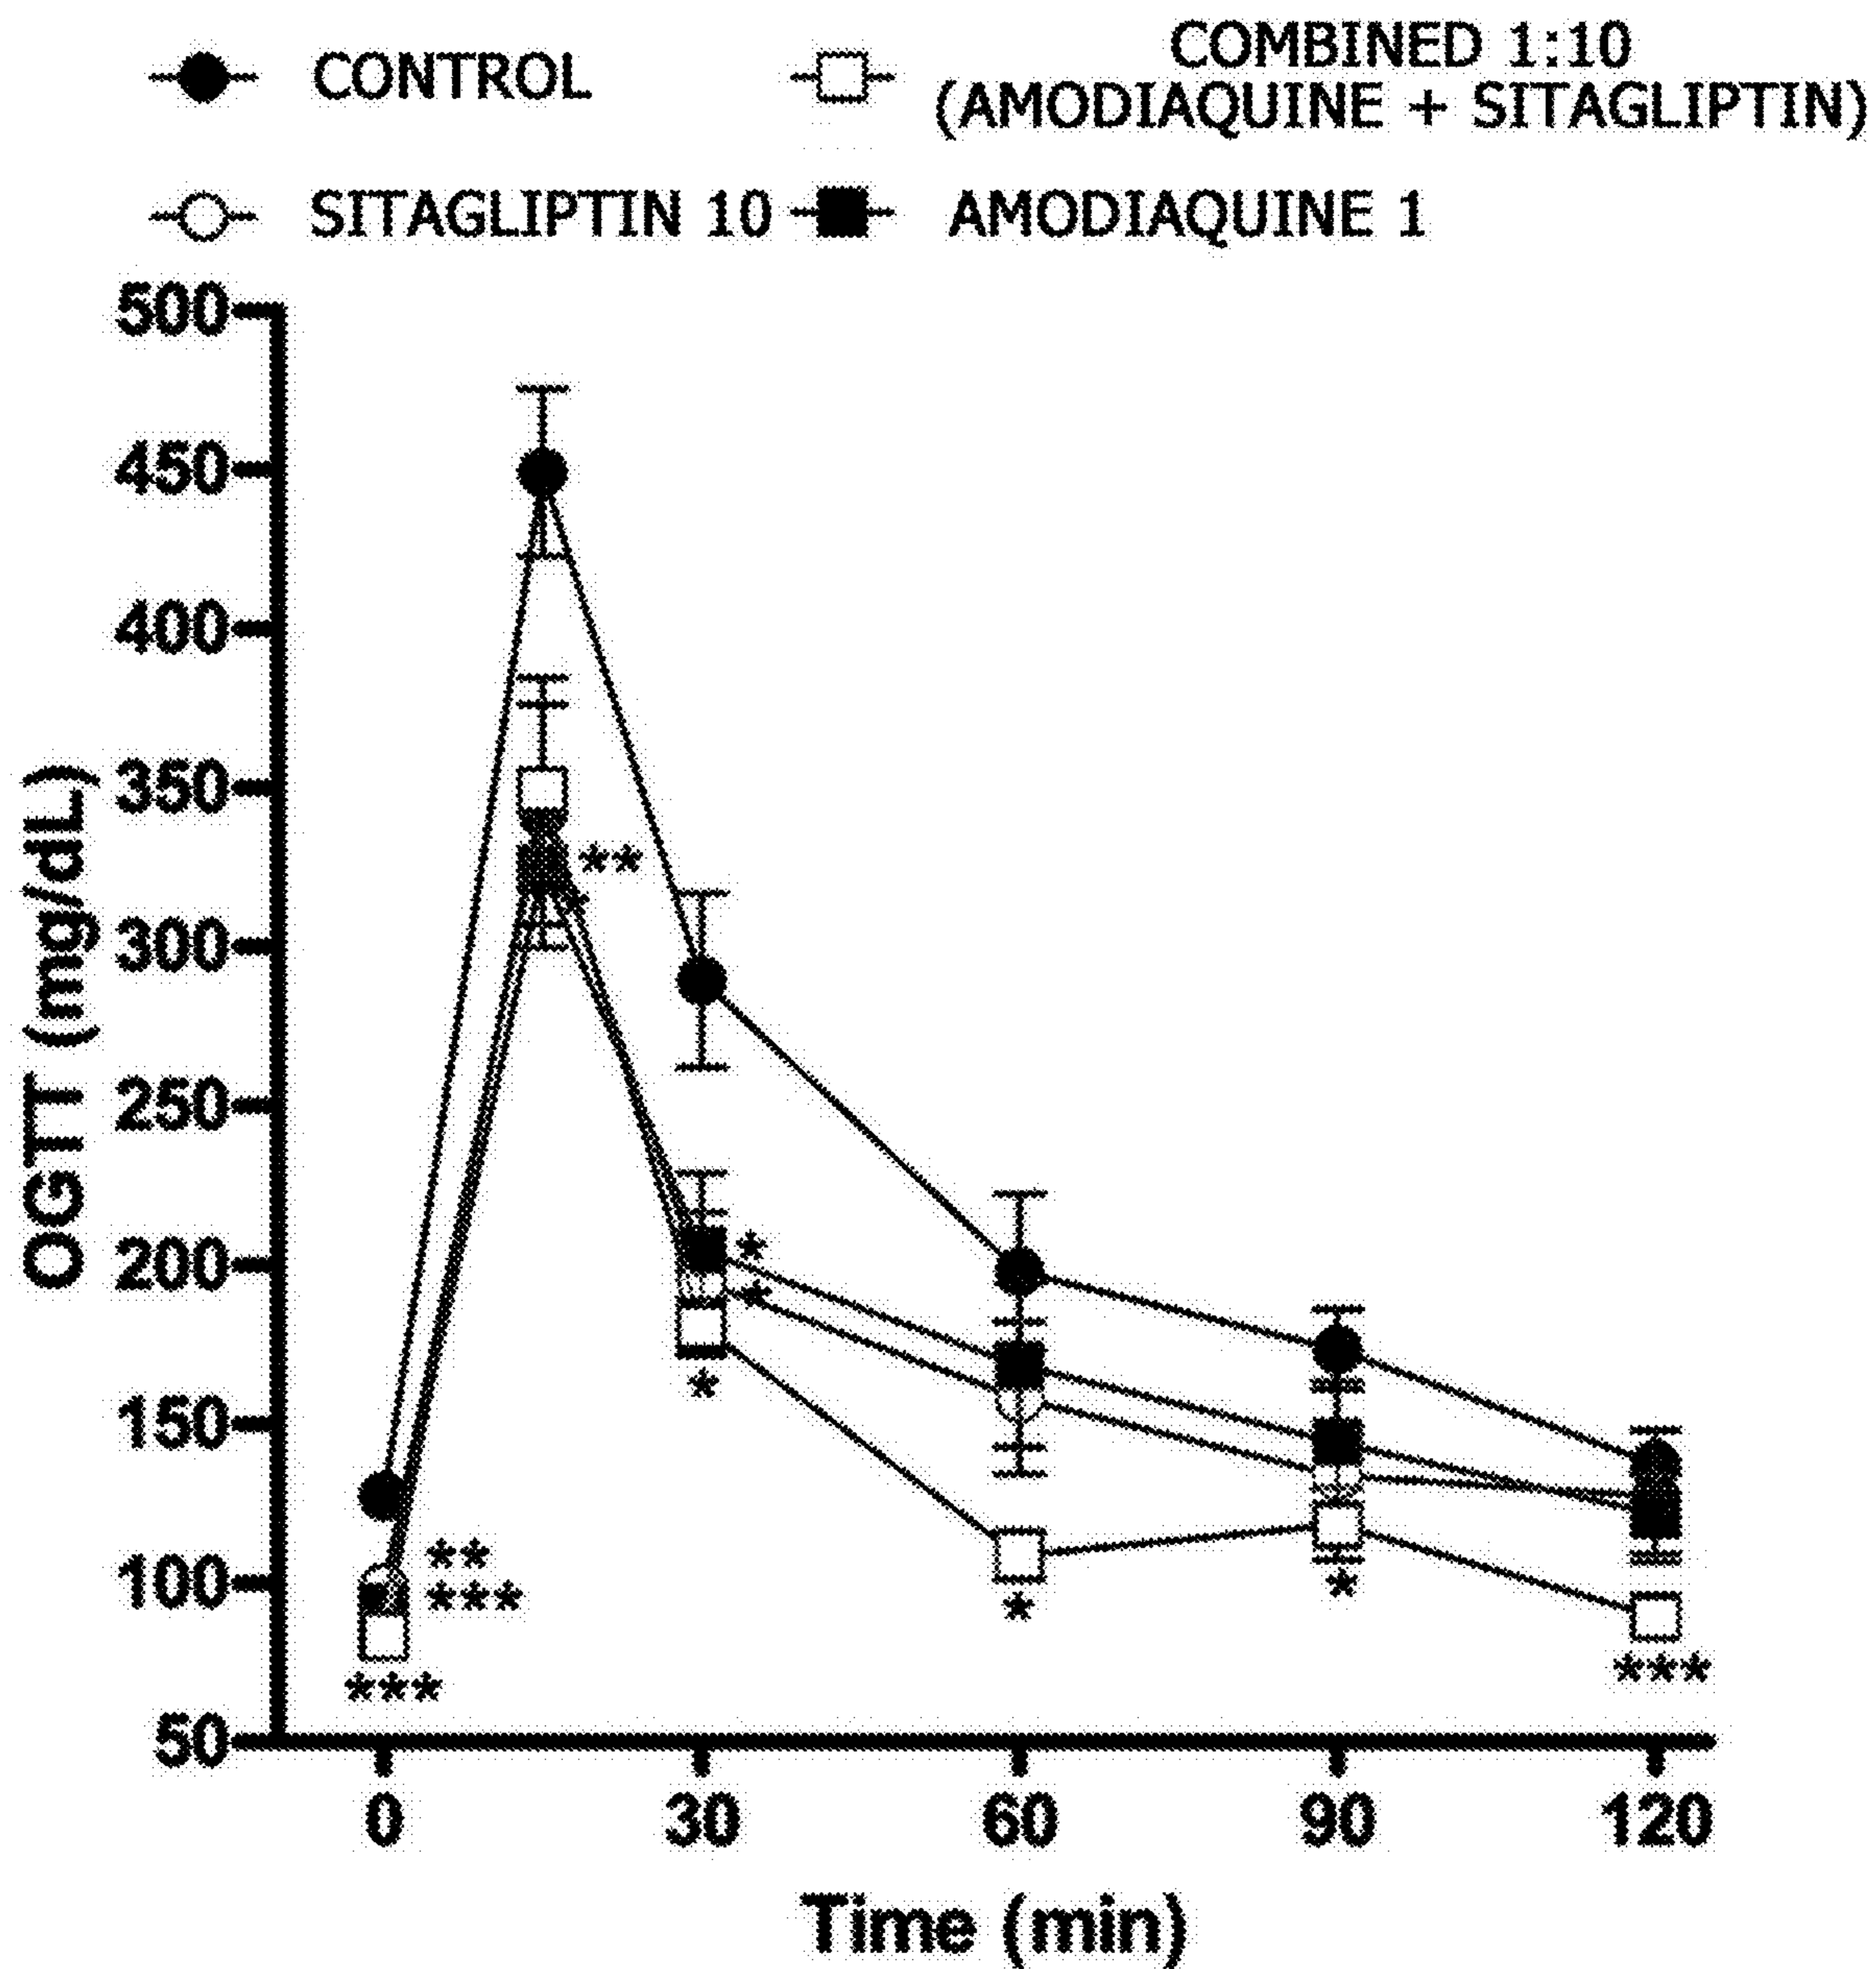 CONTROL
COMBINED 1:10
(AMODIAQUINE + SITAGLIPTIN)
SITAGLIPTIN 10
AMODIAQUINE 1
500
450
400
350
300
250
200
150
100
50
OGTT (mg/dL)
**
*
*
*
*
**
***
***
*
*
***
0 30 60 90 120
Time (min)